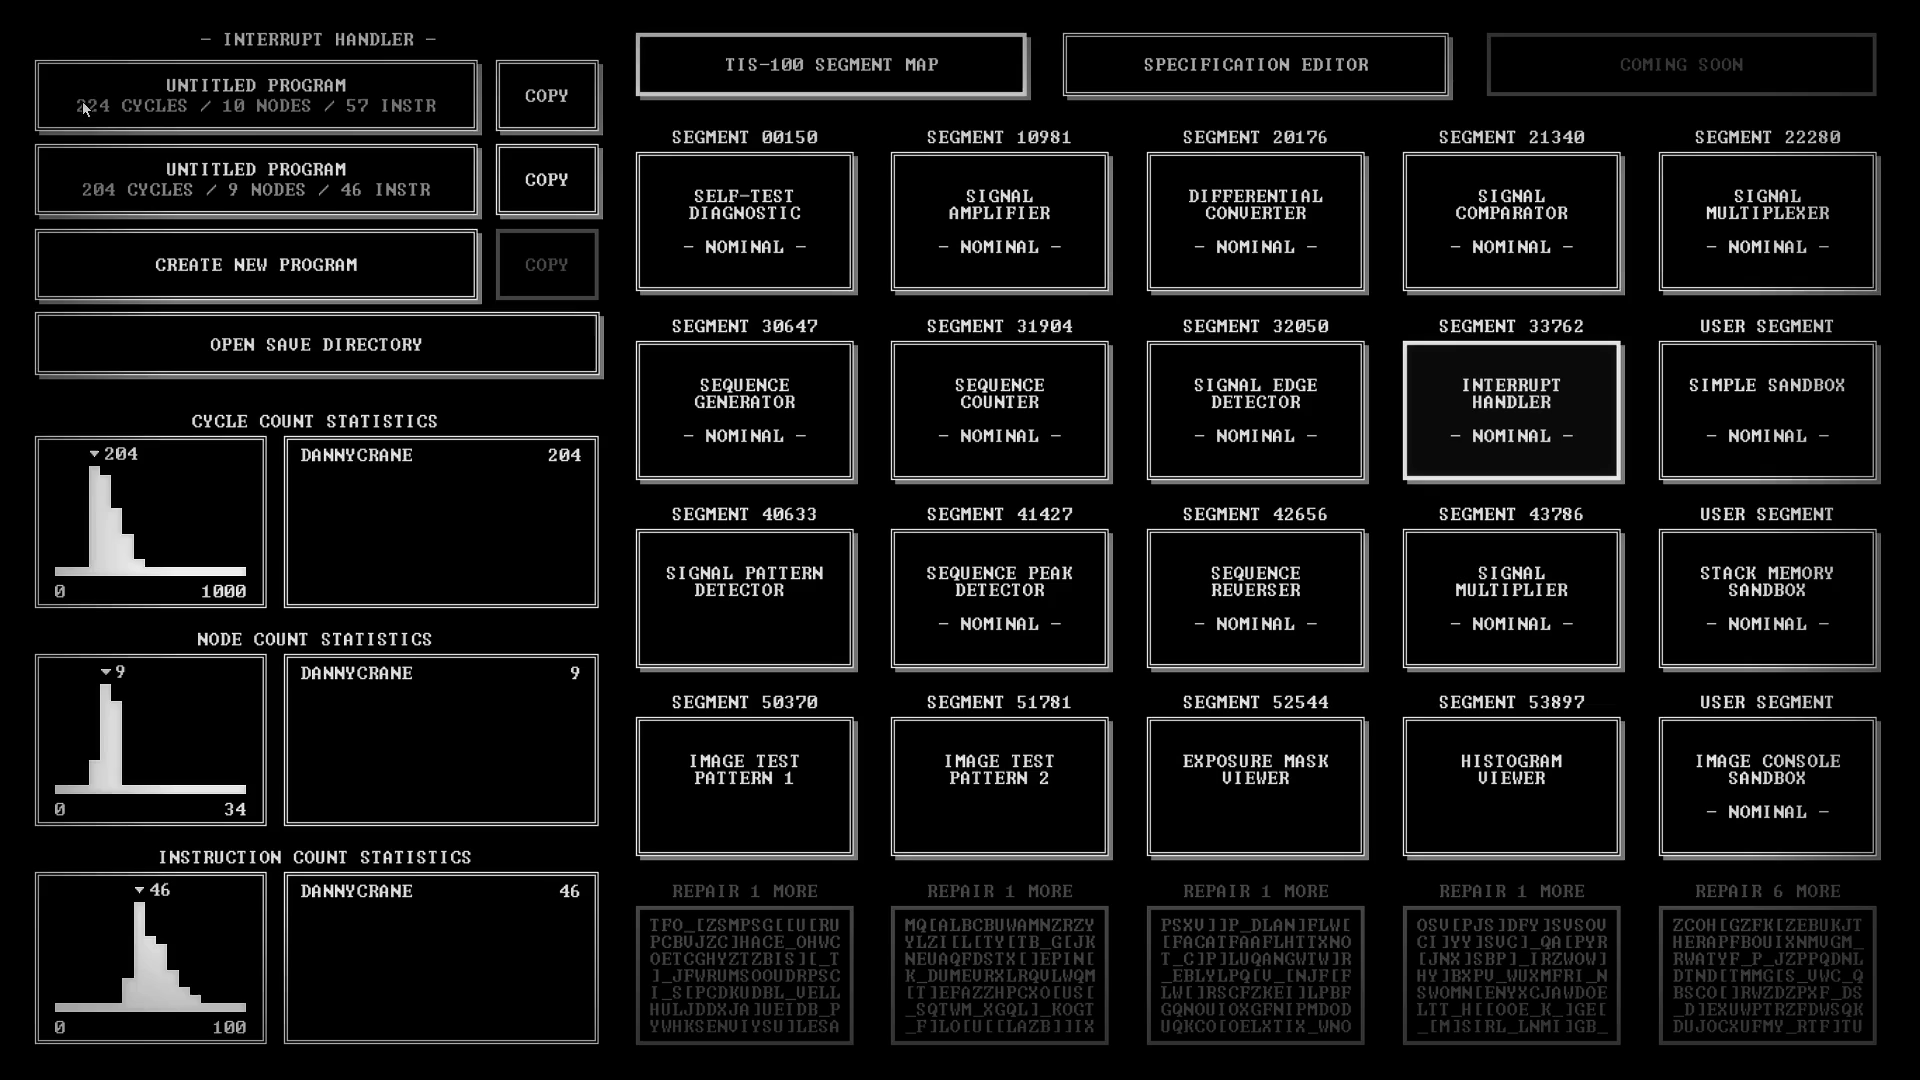 — INTERRUPT HANDLER —
UNTITLED PROGRAM
224 CYCLES / 10 NODES / 57 INSTR
COPY
UNTITLED PROGRAM
204 CYCLES / 9 NODES / 46 INSTR
COPY
CREATE NEW PROGRAM
COPY
OPEN SAVE DIRECTORY
CYCLE COUNT STATISTICS
204
0
1000
DANNYCRANE 204
NODE COUNT STATISTICS
9
0
34
DANNYCRANE 9
INSTRUCTION COUNT STATISTICS
46
0
100
DANNYCRANE 46
TIS-100 SEGMENT MAP
SPECIFICATION EDITOR
COMING SOON
SEGMENT 00150
SELF-TEST
DIAGNOSTIC
— NOMINAL —
SEGMENT 10981
SIGNAL
AMPLIFIER
— NOMINAL —
SEGMENT 20176
DIFFERENTIAL
CONVERTER
— NOMINAL —
SEGMENT 21340
SIGNAL
COMPARATOR
— NOMINAL —
SEGMENT 22280
SIGNAL
MULTIPLEXER
— NOMINAL —
SEGMENT 30647
SEQUENCE
GENERATOR
— NOMINAL —
SEGMENT 31904
SEQUENCE
COUNTER
— NOMINAL —
SEGMENT 32050
SIGNAL EDGE
DETECTOR
— NOMINAL —
SEGMENT 33762
INTERRUPT
HANDLER
— NOMINAL —
USER SEGMENT
SIMPLE SANDBOX
— NOMINAL —
SEGMENT 40633
SIGNAL PATTERN
DETECTOR
SEGMENT 41427
SEQUENCE PEAK
DETECTOR
— NOMINAL —
SEGMENT 42656
SEQUENCE
REVERSER
— NOMINAL —
SEGMENT 43786
SIGNAL
MULTIPLIER
— NOMINAL —
USER SEGMENT
STACK MEMORY
SANDBOX
— NOMINAL —
SEGMENT 50370
IMAGE TEST
PATTERN 1
SEGMENT 51781
IMAGE TEST
PATTERN 2
SEGMENT 52544
EXPOSURE MASK
VIEWER
SEGMENT 53897
HISTOGRAM
VIEWER
USER SEGMENT
IMAGE CONSOLE
SANDBOX
— NOMINAL —
REPAIR 1 MORE
REPAIR 1 MORE
REPAIR 1 MORE
REPAIR 1 MORE
REPAIR 6 MORE